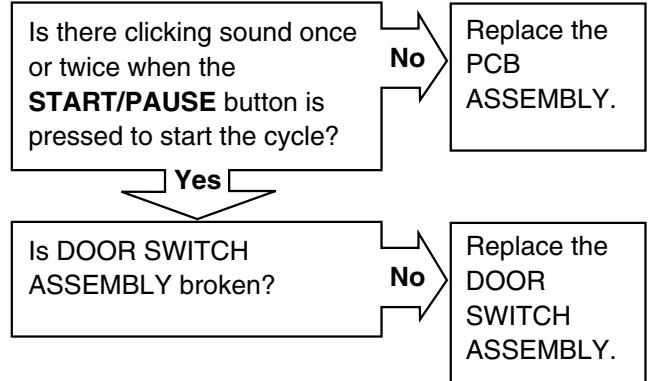 Is there clicking sound once
or twice when the
START/PAUSE button is
pressed to start the cycle?
No
Replace the
PCB
ASSEMBLY.
Yes
Is DOOR SWITCH
ASSEMBLY broken?
No
Replace the
DOOR
SWITCH
ASSEMBLY.